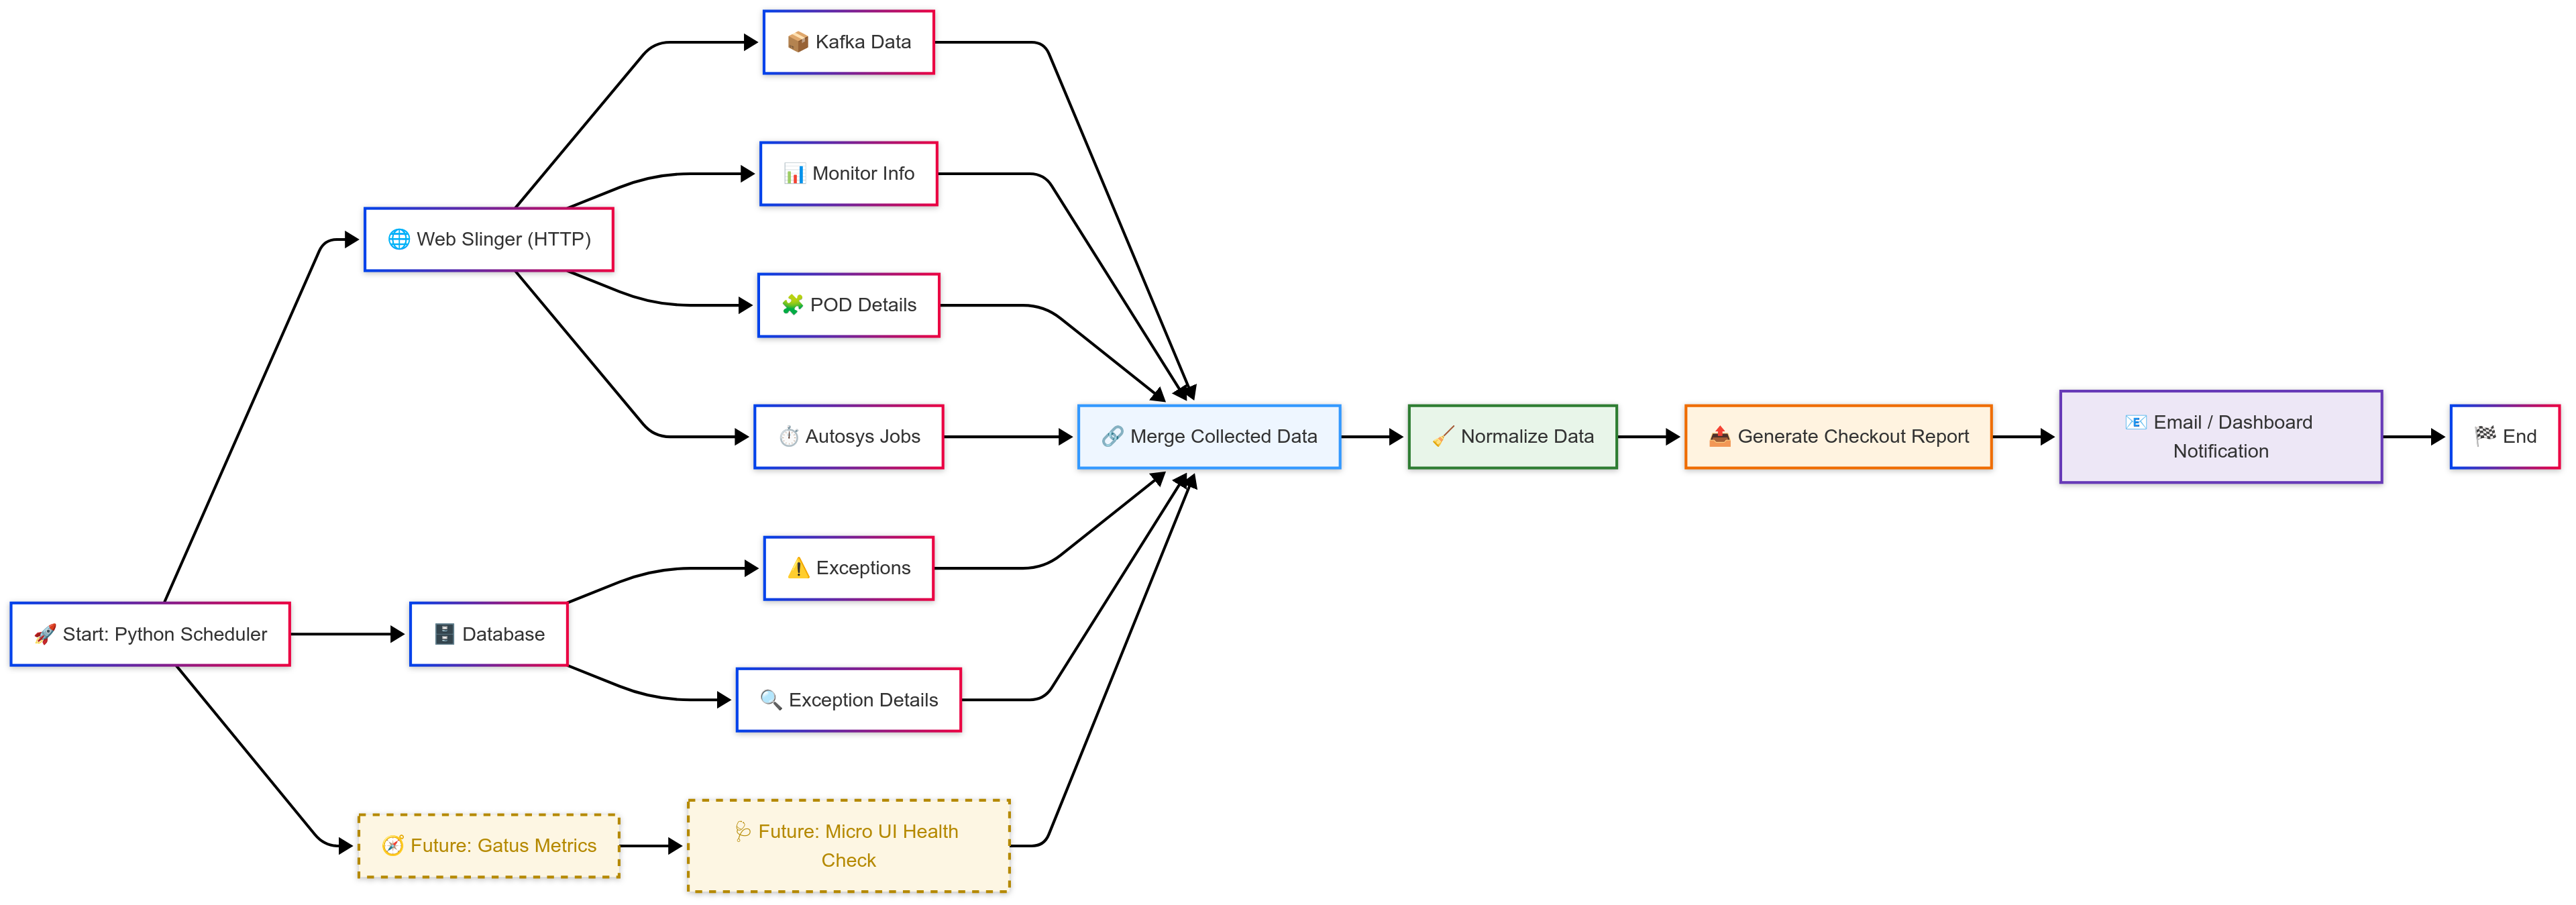 📦 Kafka Data
📊 Monitor Info
🌐 Web Slinger (HTTP)
🧩 POD Details
⏱️ Autosys Jobs
🔗 Merge Collected Data
🧹 Normalize Data
📤 Generate Checkout Report
📧 Email / Dashboard
Notification
🏁 End
⚠️ Exceptions
🚀 Start: Python Scheduler
🗄️ Database
🔍 Exception Details
🧭 Future: Gatus Metrics
🩺 Future: Micro UI Health
Check